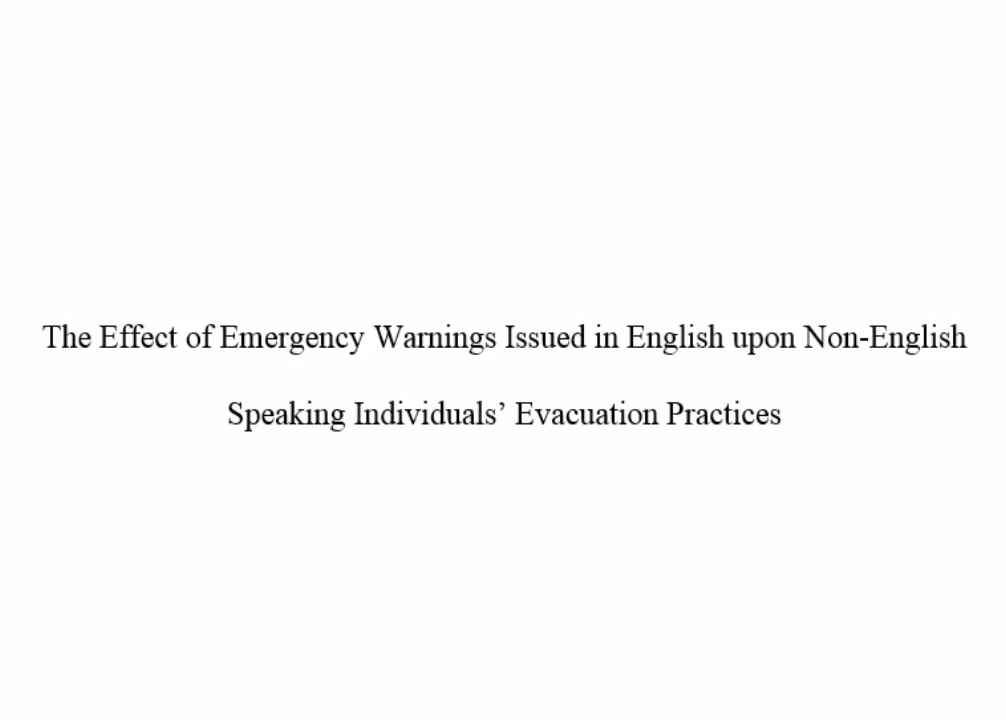 The Effect of Emergency Warnings Issued in English upon Non-English
Speaking Individuals’ Evacuation Practices